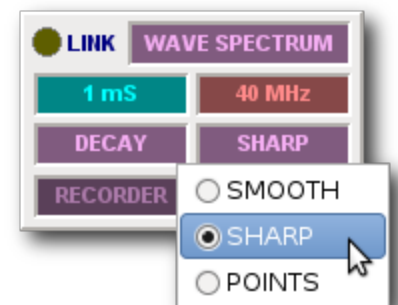 LINK WAVE SPECTRUM
1 mS 40 MHz
DECAY SHARP
RECORDER
SMOOTH
SHARP
POINTS